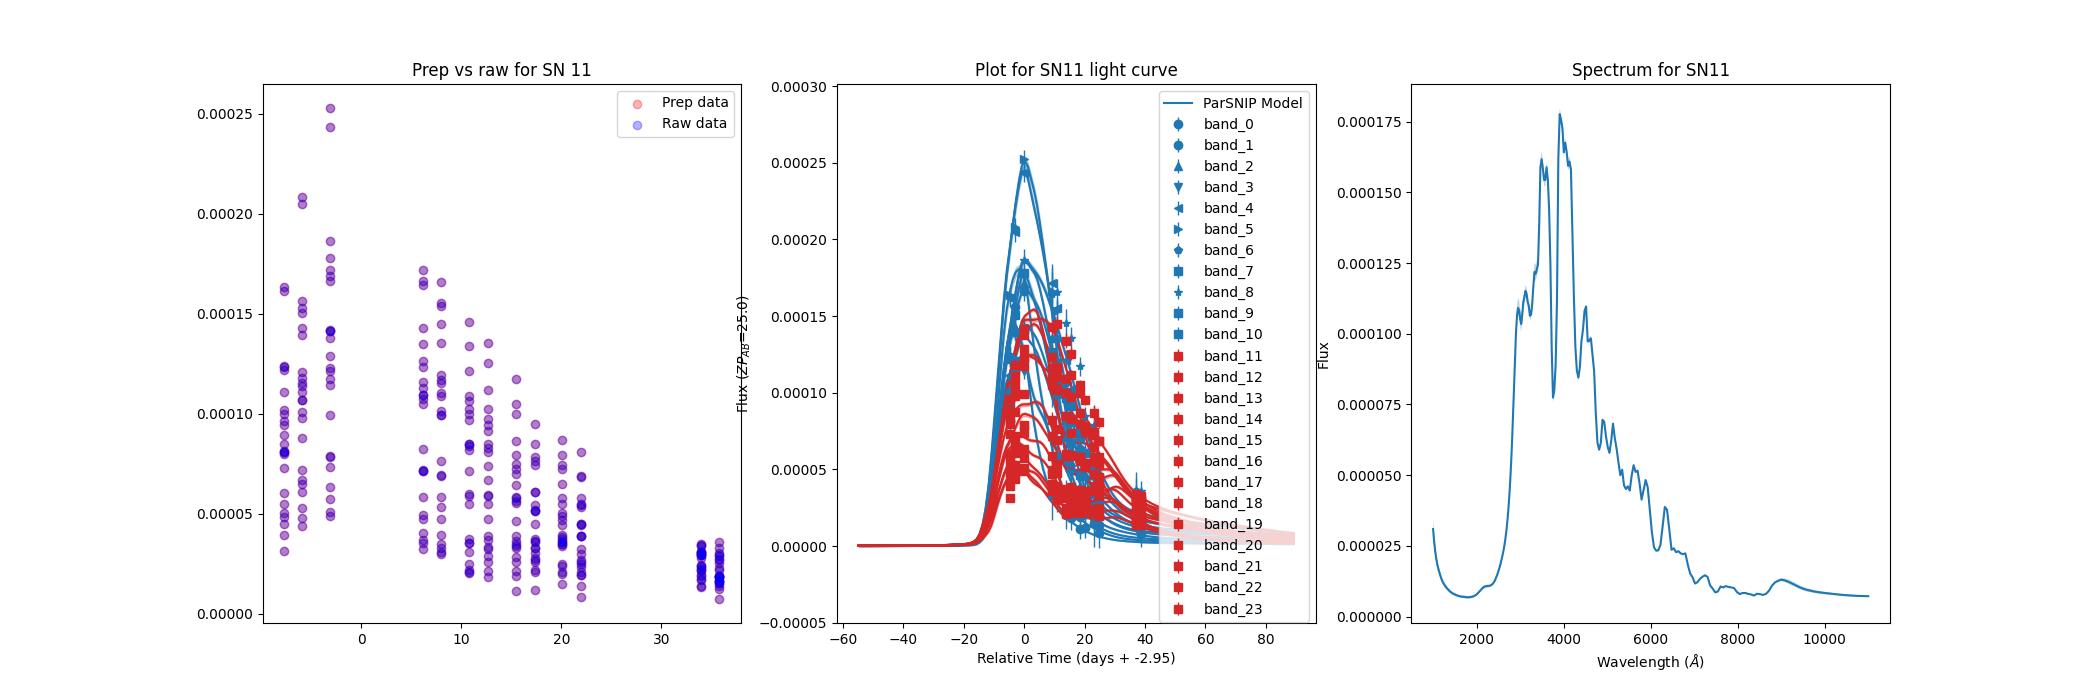 Prep vs raw for SN 11
Prep data
Raw data
0.00025
0.00020
0.00015
0.00010
0.00005
0.00000
0
10
20
30
Plot for SN11 light curve
Flux (ZP_AB=25.0)
0.00030
0.00025
0.00020
0.00015
0.00010
0.00005
0.00000
−0.00005
ParSNIP Model
band_0
band_1
band_2
band_3
band_4
band_5
band_6
band_7
band_8
band_9
band_10
band_11
band_12
band_13
band_14
band_15
band_16
band_17
band_18
band_19
band_20
band_21
band_22
band_23
−60
−40
−20
0
20
40
60
80
Relative Time (days + -2.95)
Spectrum for SN11
Flux
0.000175
0.000150
0.000125
0.000100
0.000075
0.000050
0.000025
0.000000
2000
4000
6000
8000
10000
Wavelength (Å)